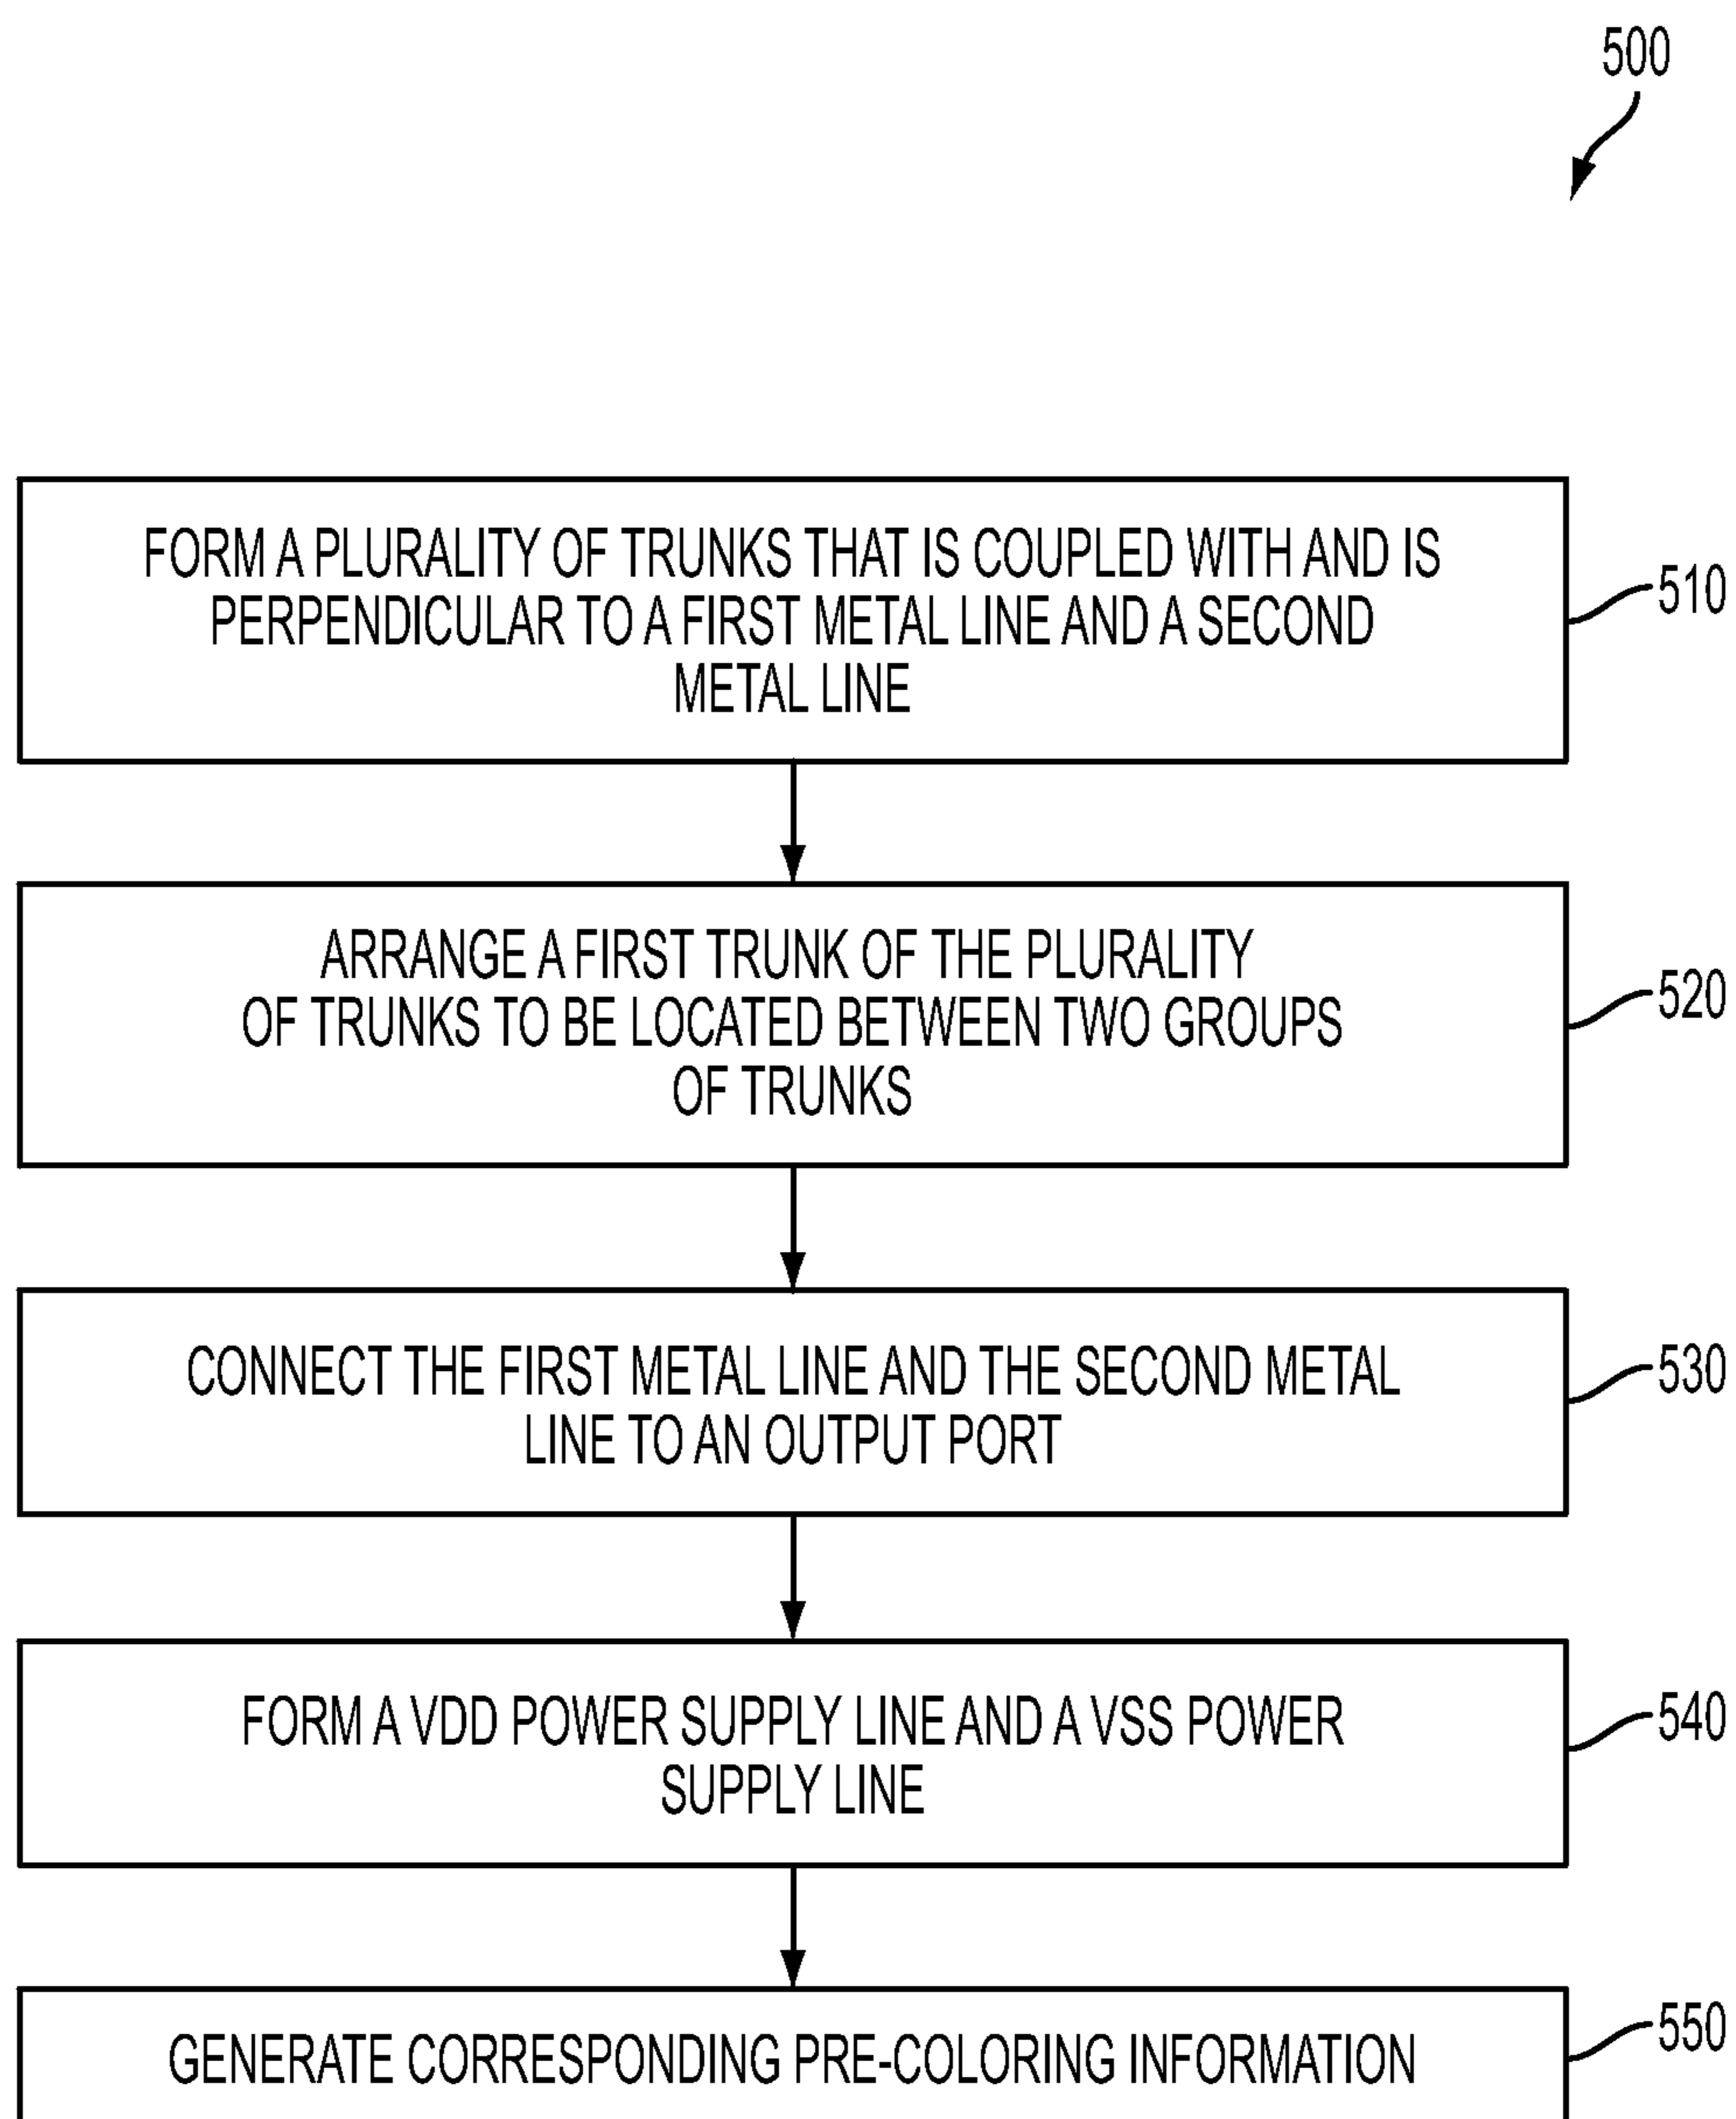 500
FORM A PLURALITY OF TRUNKS THAT IS COUPLED WITH AND IS
PERPENDICULAR TO A FIRST METAL LINE AND A SECOND
METAL LINE
510
ARRANGE A FIRST TRUNK OF THE PLURALITY
OF TRUNKS TO BE LOCATED BETWEEN TWO GROUPS
OF TRUNKS
520
CONNECT THE FIRST METAL LINE AND THE SECOND METAL
LINE TO AN OUTPUT PORT
530
FORM A VDD POWER SUPPLY LINE AND A VSS POWER
SUPPLY LINE
540
GENERATE CORRESPONDING PRE-COLORING INFORMATION
550